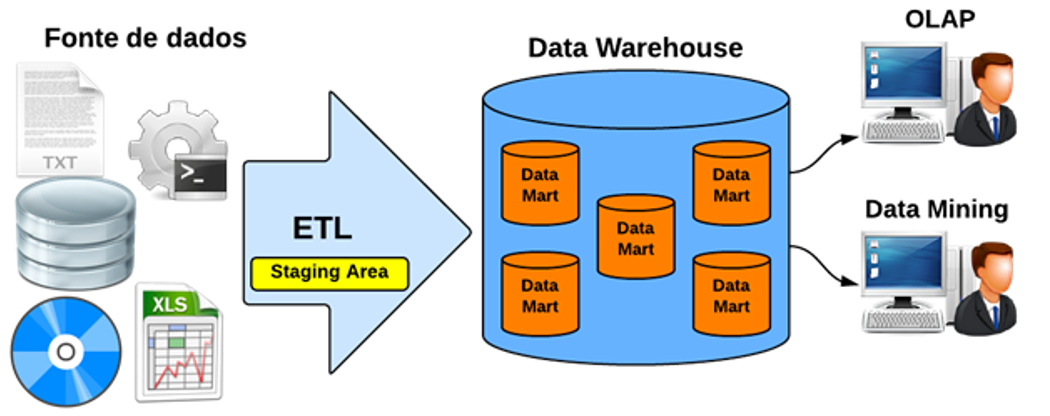 Fonte de dados
TXT
>_
XLS
ETL
Staging Area
Data Warehouse
Data
Mart
Data
Mart
Data
Mart
Data
Mart
Data
Mart
OLAP
Data Mining